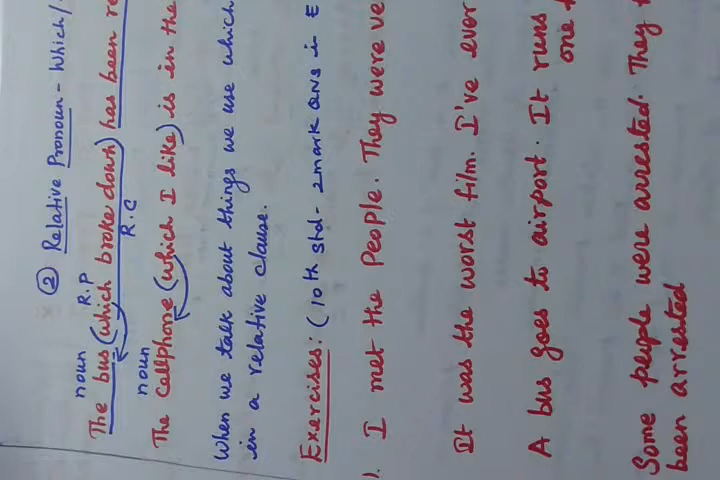 ② Relative Pronoun - Which/
noun R.P
The bus (which broke down) has been re
R.C
noun
The cellphone (which I like) is in the
When we talk about things we use which
in a relative clause.
Exercises: (10th std - 2mark QNS in E
1. I met the People. They were ve
It was the worst film. I've ever
A bus goes to airport. It runs
one
Some people were arrested. They
been arrested